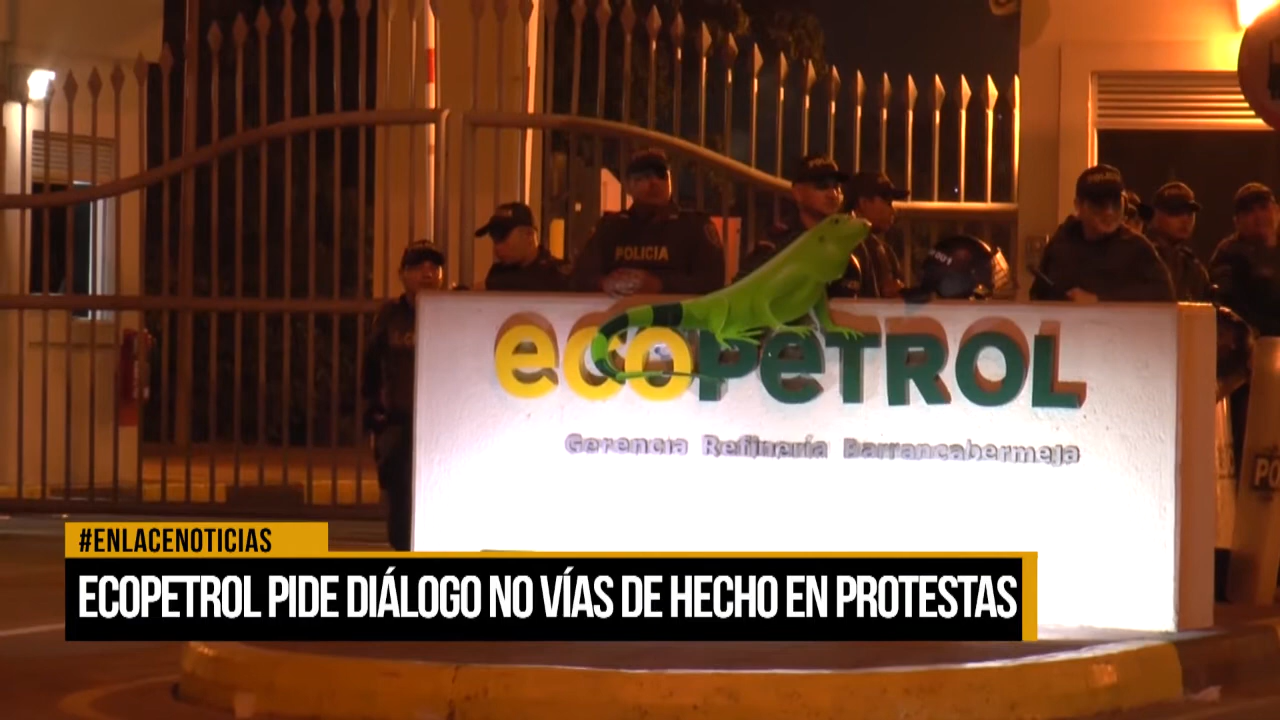 POLICIA
ecoPeTROL
Gerencia Refinería Barrancabermeja
#ENLACENOTICIAS
ECOPETROL PIDE DIÁLOGO NO VÍAS DE HECHO EN PROTESTAS